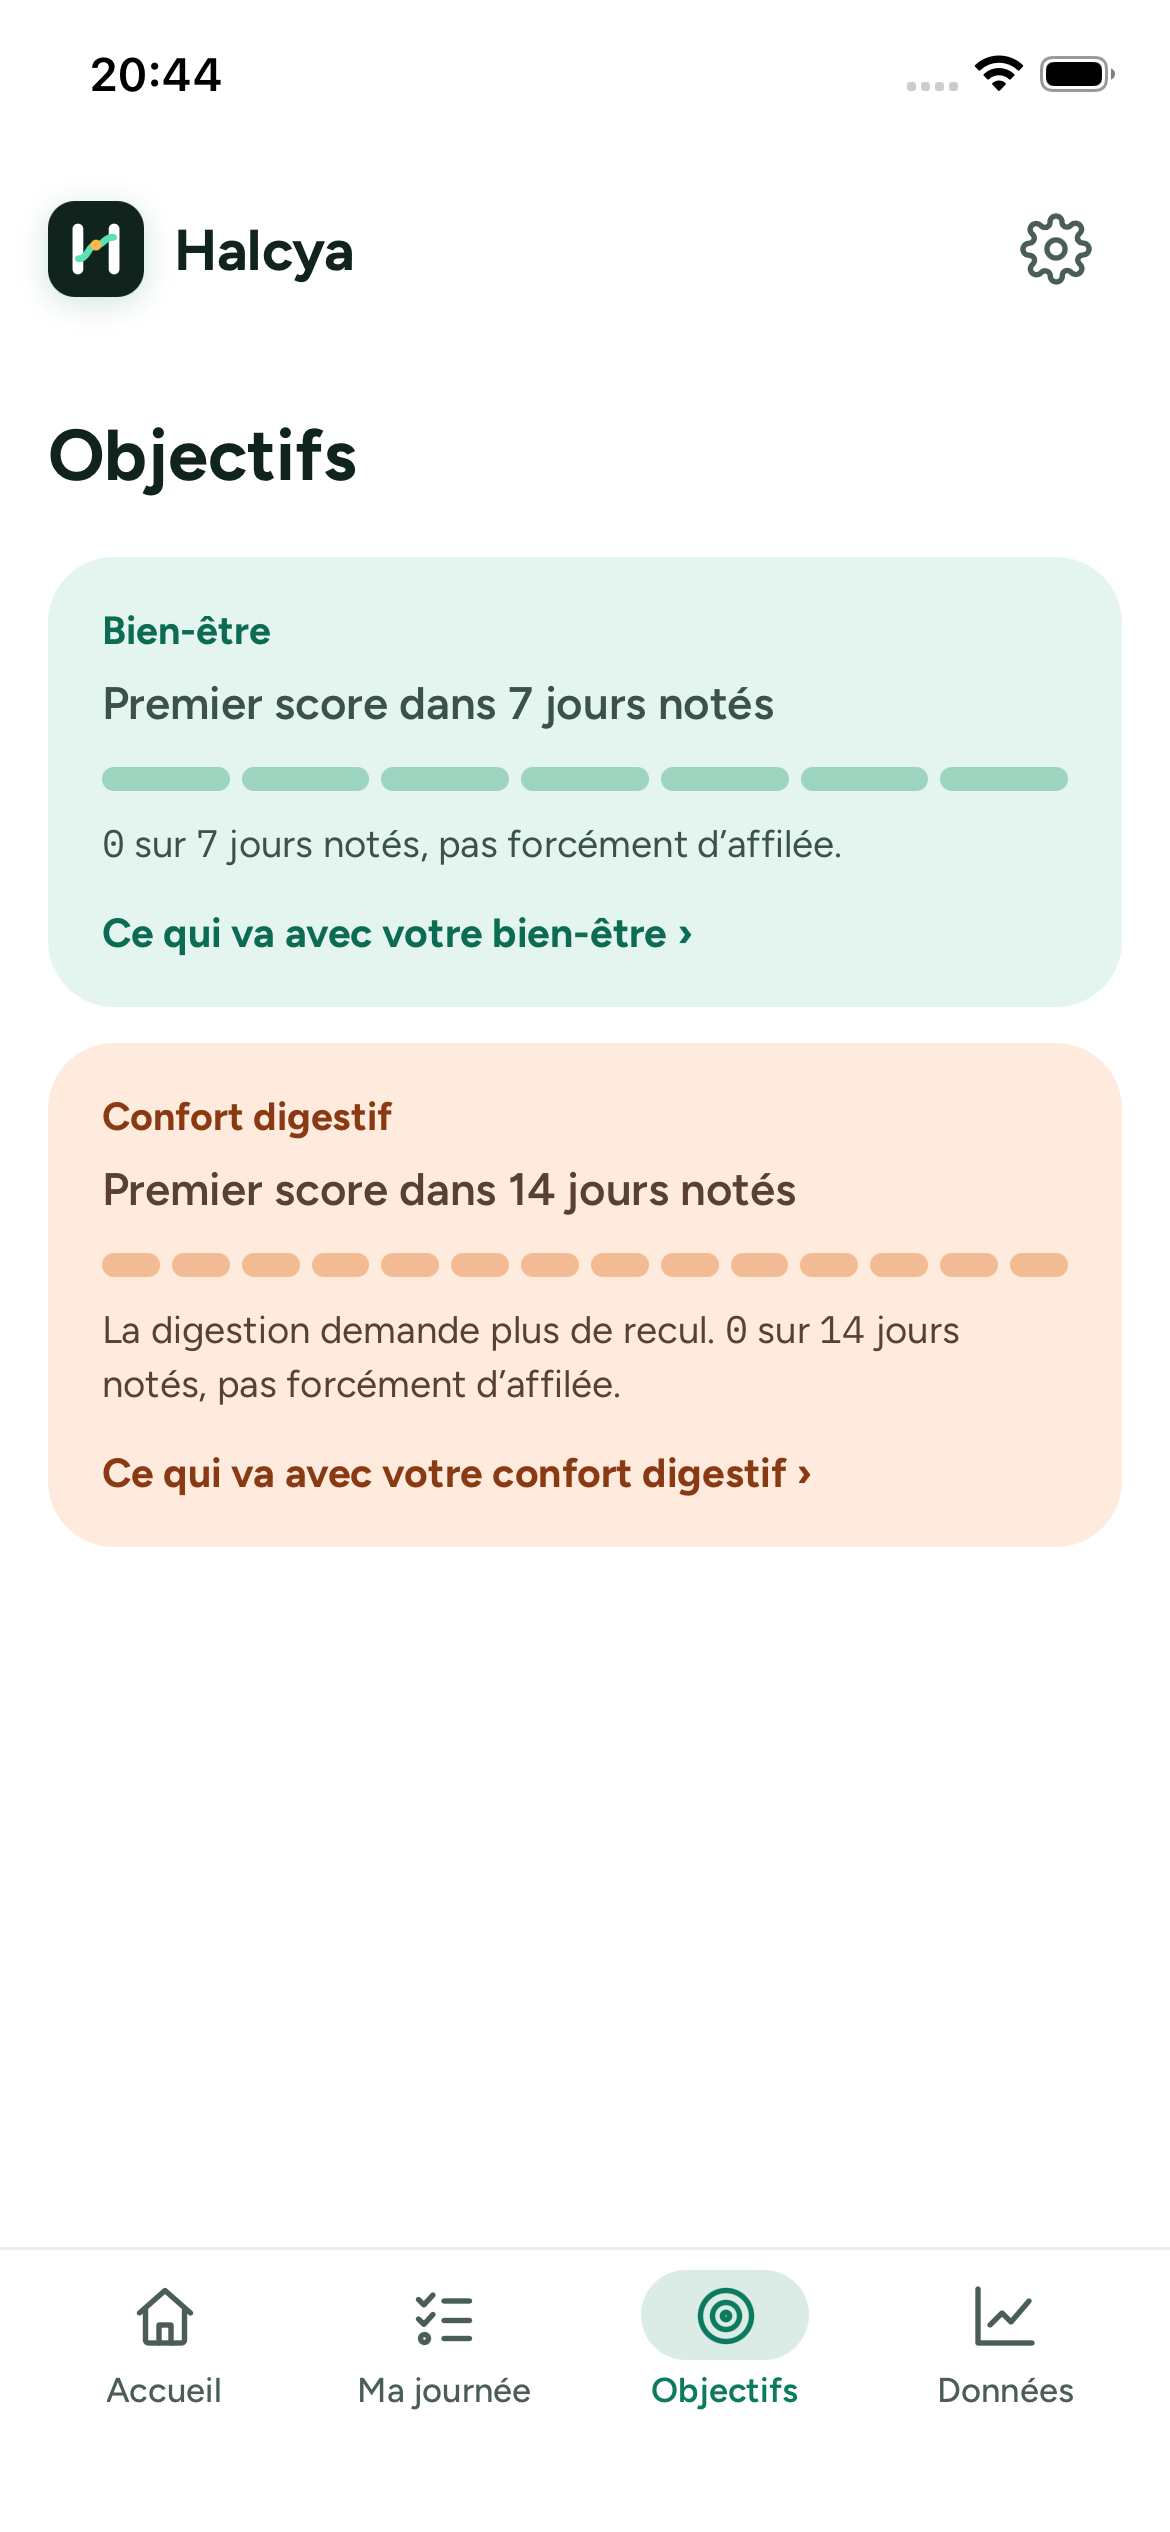 20:44
Halcya
Objectifs
Bien-être
Premier score dans 7 jours notés
0 sur 7 jours notés, pas forcément d’affilée.
Ce qui va avec votre bien-être ›
Confort digestif
Premier score dans 14 jours notés
La digestion demande plus de recul. 0 sur 14 jours
notés, pas forcément d’affilée.
Ce qui va avec votre confort digestif ›
Accueil
Ma journée
Objectifs
Données